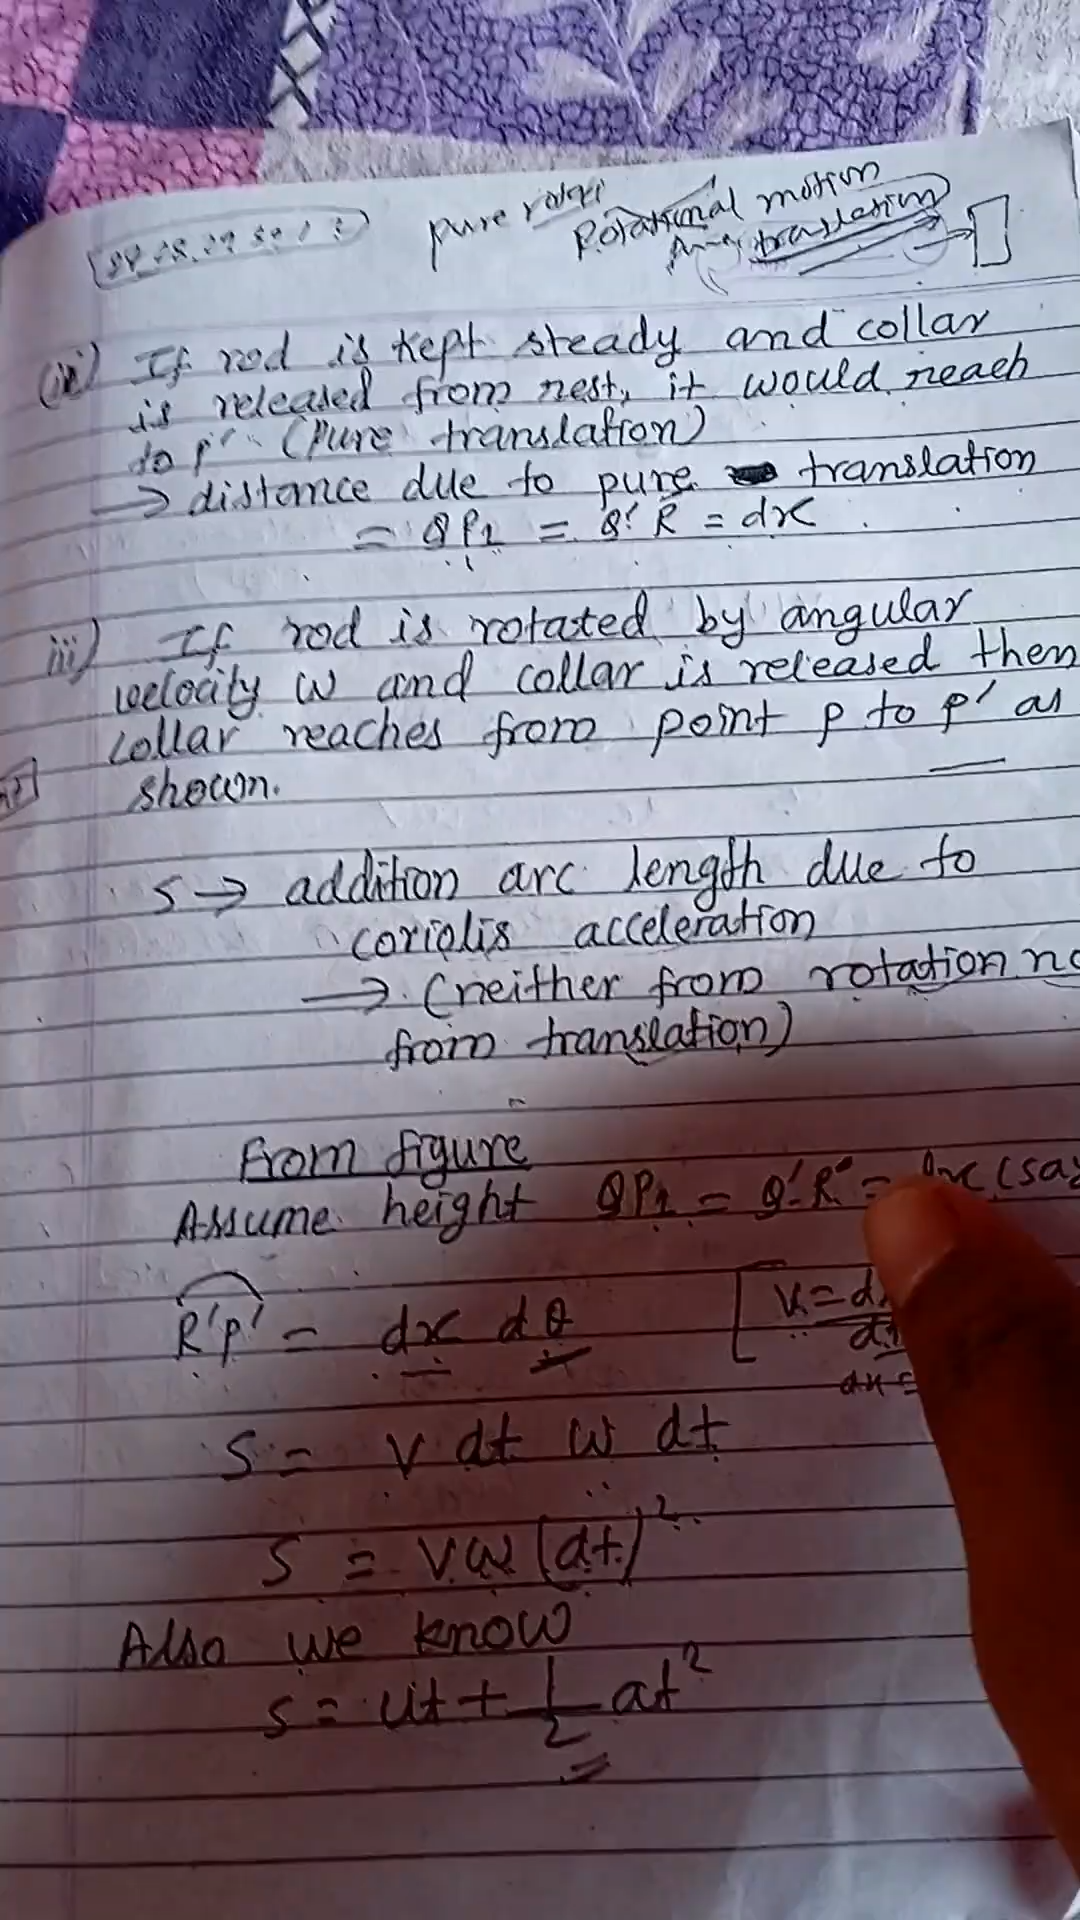 pure
Rotational motion
translation
If rod is kept steady and collar
is released from rest, it would reach
to p' (Pure translation)
→ distance due to pure translation
= QP1 = Q'R = dx
iii) If rod is rotated by angular
velocity ω and collar is released then
collar reaches from point p to p' as
shown.
S → addition arc length due to
coriolis acceleration
→ (neither from rotation
from translation)
From figure
Assume height QP1 = Q'R' =
R'P' = dx dθ
S = V dt ω dt
S = Vω (dt)²
Also we know
s = ut + 1/2 at²